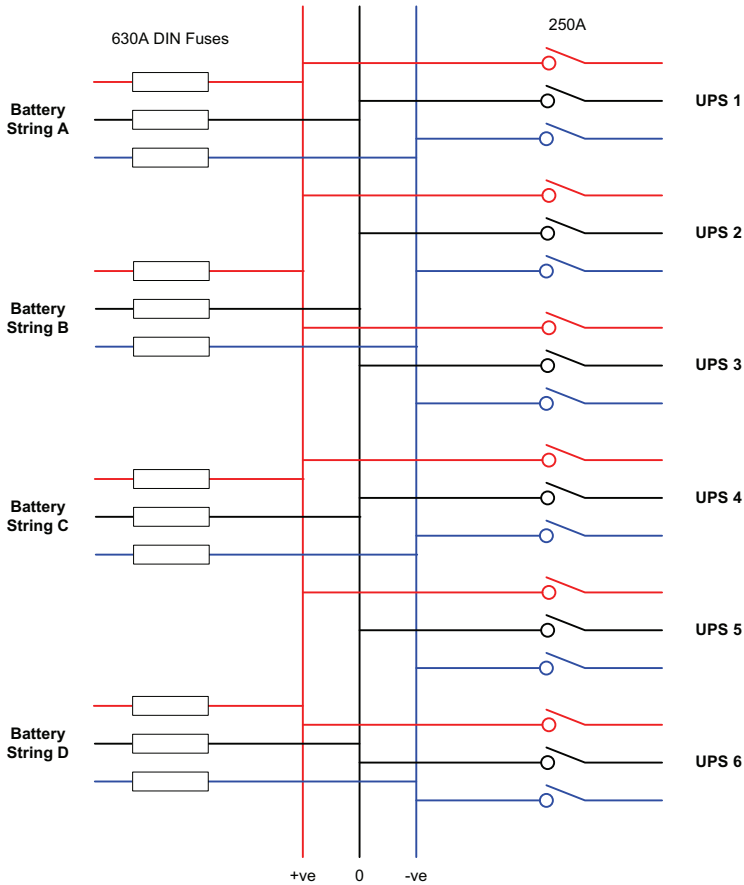 630A DIN Fuses
250A
Battery
String A
UPS 1
UPS 2
Battery
String B
UPS 3
Battery
String C
UPS 4
UPS 5
Battery
String D
UPS 6
+ve 0 -ve